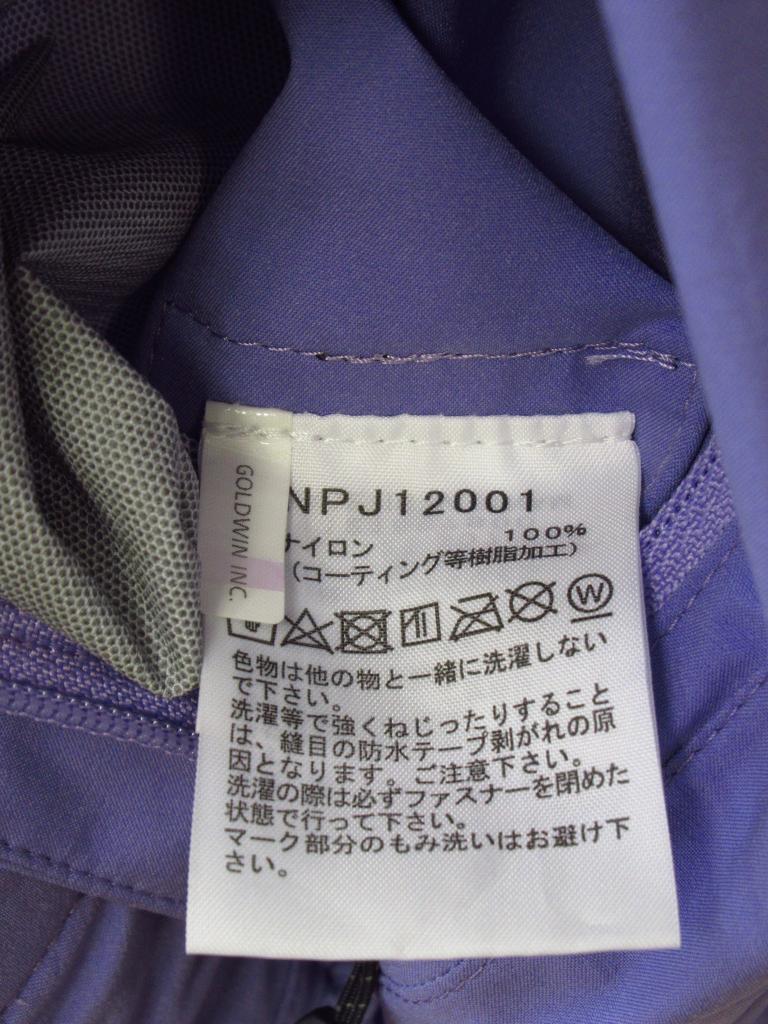 GOLDWIN INC.
NPJ12001
ナイロン 100%
(コーティング等樹脂加工)
W
色物は他の物と一緒に洗濯しない
で下さい。
洗濯等で強くねじったりすること
は、縫目の防水テープ剥がれの原
因となります。ご注意下さい。
洗濯の際は必ずファスナーを閉めた
状態で行って下さい。
マーク部分のもみ洗いはお避け下
さい。